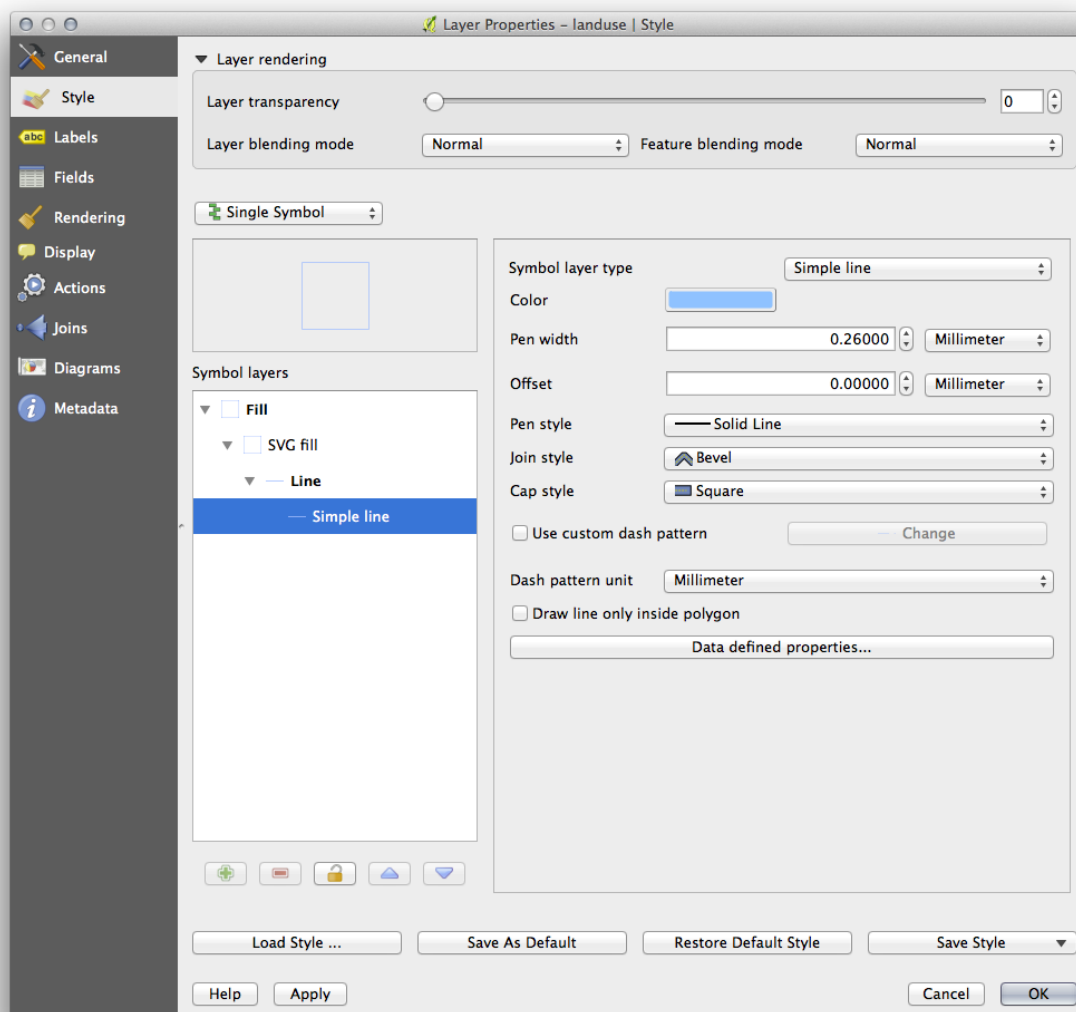 Layer Properties – landuse | Style
General
Style
abc Labels
Fields
Rendering
Display
Actions
Joins
Diagrams
i Metadata
Layer rendering
Layer transparency 0
Layer blending mode Normal Feature blending mode Normal
Single Symbol
Symbol layers
Fill
SVG fill
Line
Simple line
Symbol layer type Simple line
Color
Pen width 0.26000 Millimeter
Offset 0.00000 Millimeter
Pen style Solid Line
Join style Bevel
Cap style Square
Use custom dash pattern Change
Dash pattern unit Millimeter
Draw line only inside polygon
Data defined properties...
Load Style ... Save As Default Restore Default Style Save Style
Help Apply Cancel OK